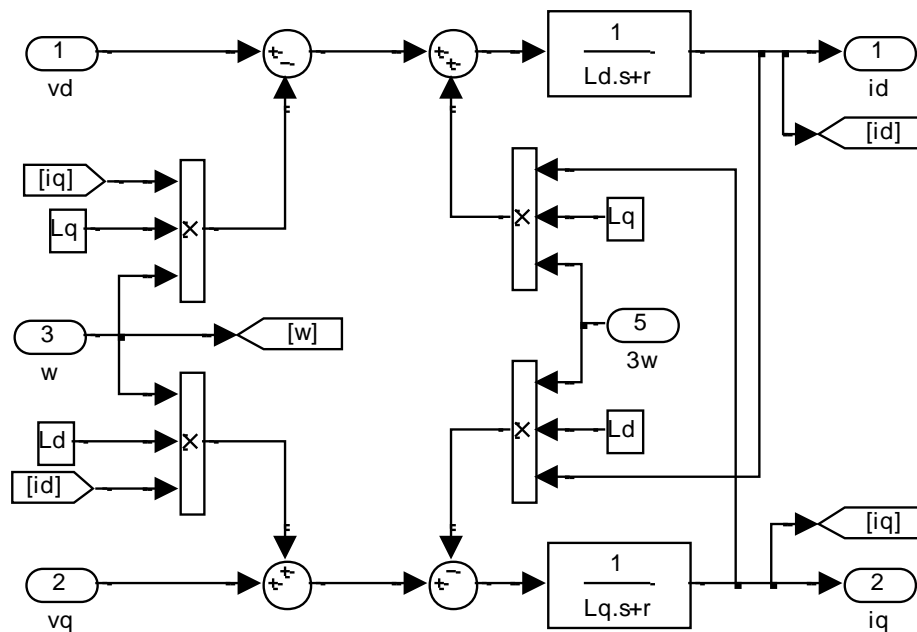 1
vd
1
Ld.s+r
1
id
[id]
[iq]
Lq
Lq
3
w
[w]
5
3w
Ld
Ld
[id]
[iq]
2
vq
1
Lq.s+r
2
iq